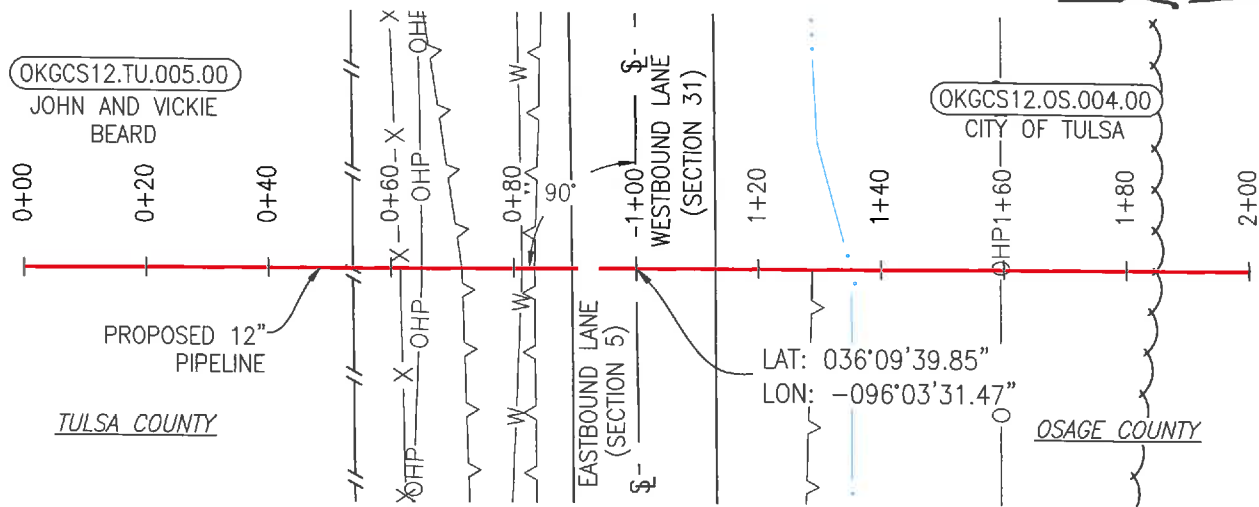 OKGCS12.TU.005.00
JOHN AND VICKIE
BEARD
OKGCS12.OS.004.00
CITY OF TULSA
WESTBOUND LANE
(SECTION 31)
EASTBOUND LANE
(SECTION 5)
90°
0+00
0+20
0+40
0+60
0+80
1+00
1+20
1+40
1+60
1+80
2+00
X
X
X
X
X
X
OHP
OHP
OHP
OHP
OHP
W
W
W
W
PROPOSED 12"
PIPELINE
LAT: 036°09'39.85"
LON: -096°03'31.47"
TULSA COUNTY
OSAGE COUNTY